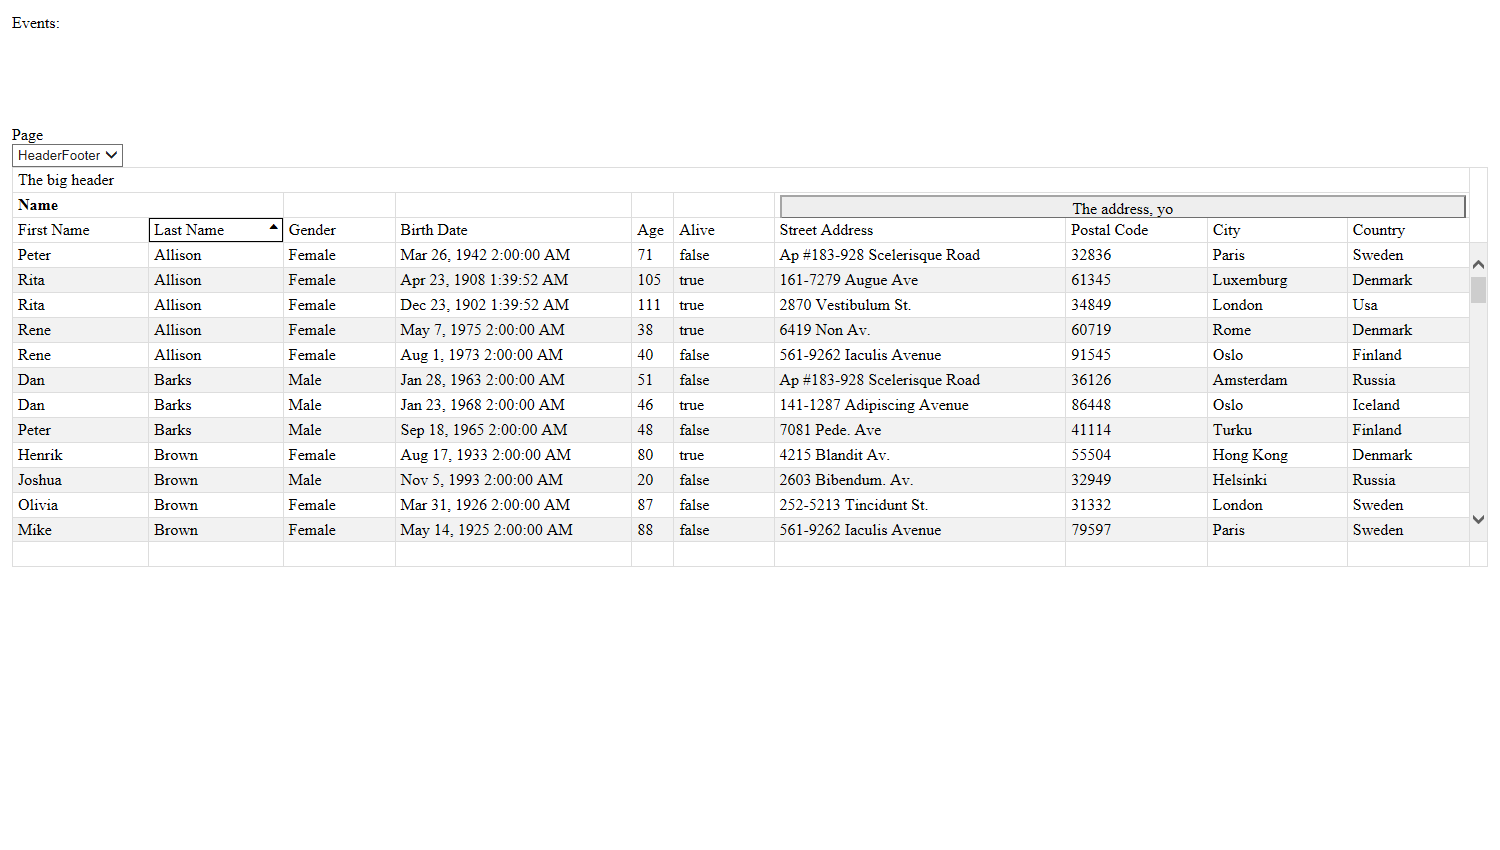 Events:
Page
HeaderFooter
The big header
Name The address, yo
First Name Last Name Gender Birth Date Age Alive Street Address Postal Code City Country
Peter Allison Female Mar 26, 1942 2:00:00 AM 71 false Ap #183-928 Scelerisque Road 32836 Paris Sweden
Rita Allison Female Apr 23, 1908 1:39:52 AM 105 true 161-7279 Augue Ave 61345 Luxemburg Denmark
Rita Allison Female Dec 23, 1902 1:39:52 AM 111 true 2870 Vestibulum St. 34849 London Usa
Rene Allison Female May 7, 1975 2:00:00 AM 38 true 6419 Non Av. 60719 Rome Denmark
Rene Allison Female Aug 1, 1973 2:00:00 AM 40 false 561-9262 Iaculis Avenue 91545 Oslo Finland
Dan Barks Male Jan 28, 1963 2:00:00 AM 51 false Ap #183-928 Scelerisque Road 36126 Amsterdam Russia
Dan Barks Male Jan 23, 1968 2:00:00 AM 46 true 141-1287 Adipiscing Avenue 86448 Oslo Iceland
Peter Barks Male Sep 18, 1965 2:00:00 AM 48 false 7081 Pede. Ave 41114 Turku Finland
Henrik Brown Female Aug 17, 1933 2:00:00 AM 80 true 4215 Blandit Av. 55504 Hong Kong Denmark
Joshua Brown Male Nov 5, 1993 2:00:00 AM 20 false 2603 Bibendum. Av. 32949 Helsinki Russia
Olivia Brown Female Mar 31, 1926 2:00:00 AM 87 false 252-5213 Tincidunt St. 31332 London Sweden
Mike Brown Female May 14, 1925 2:00:00 AM 88 false 561-9262 Iaculis Avenue 79597 Paris Sweden